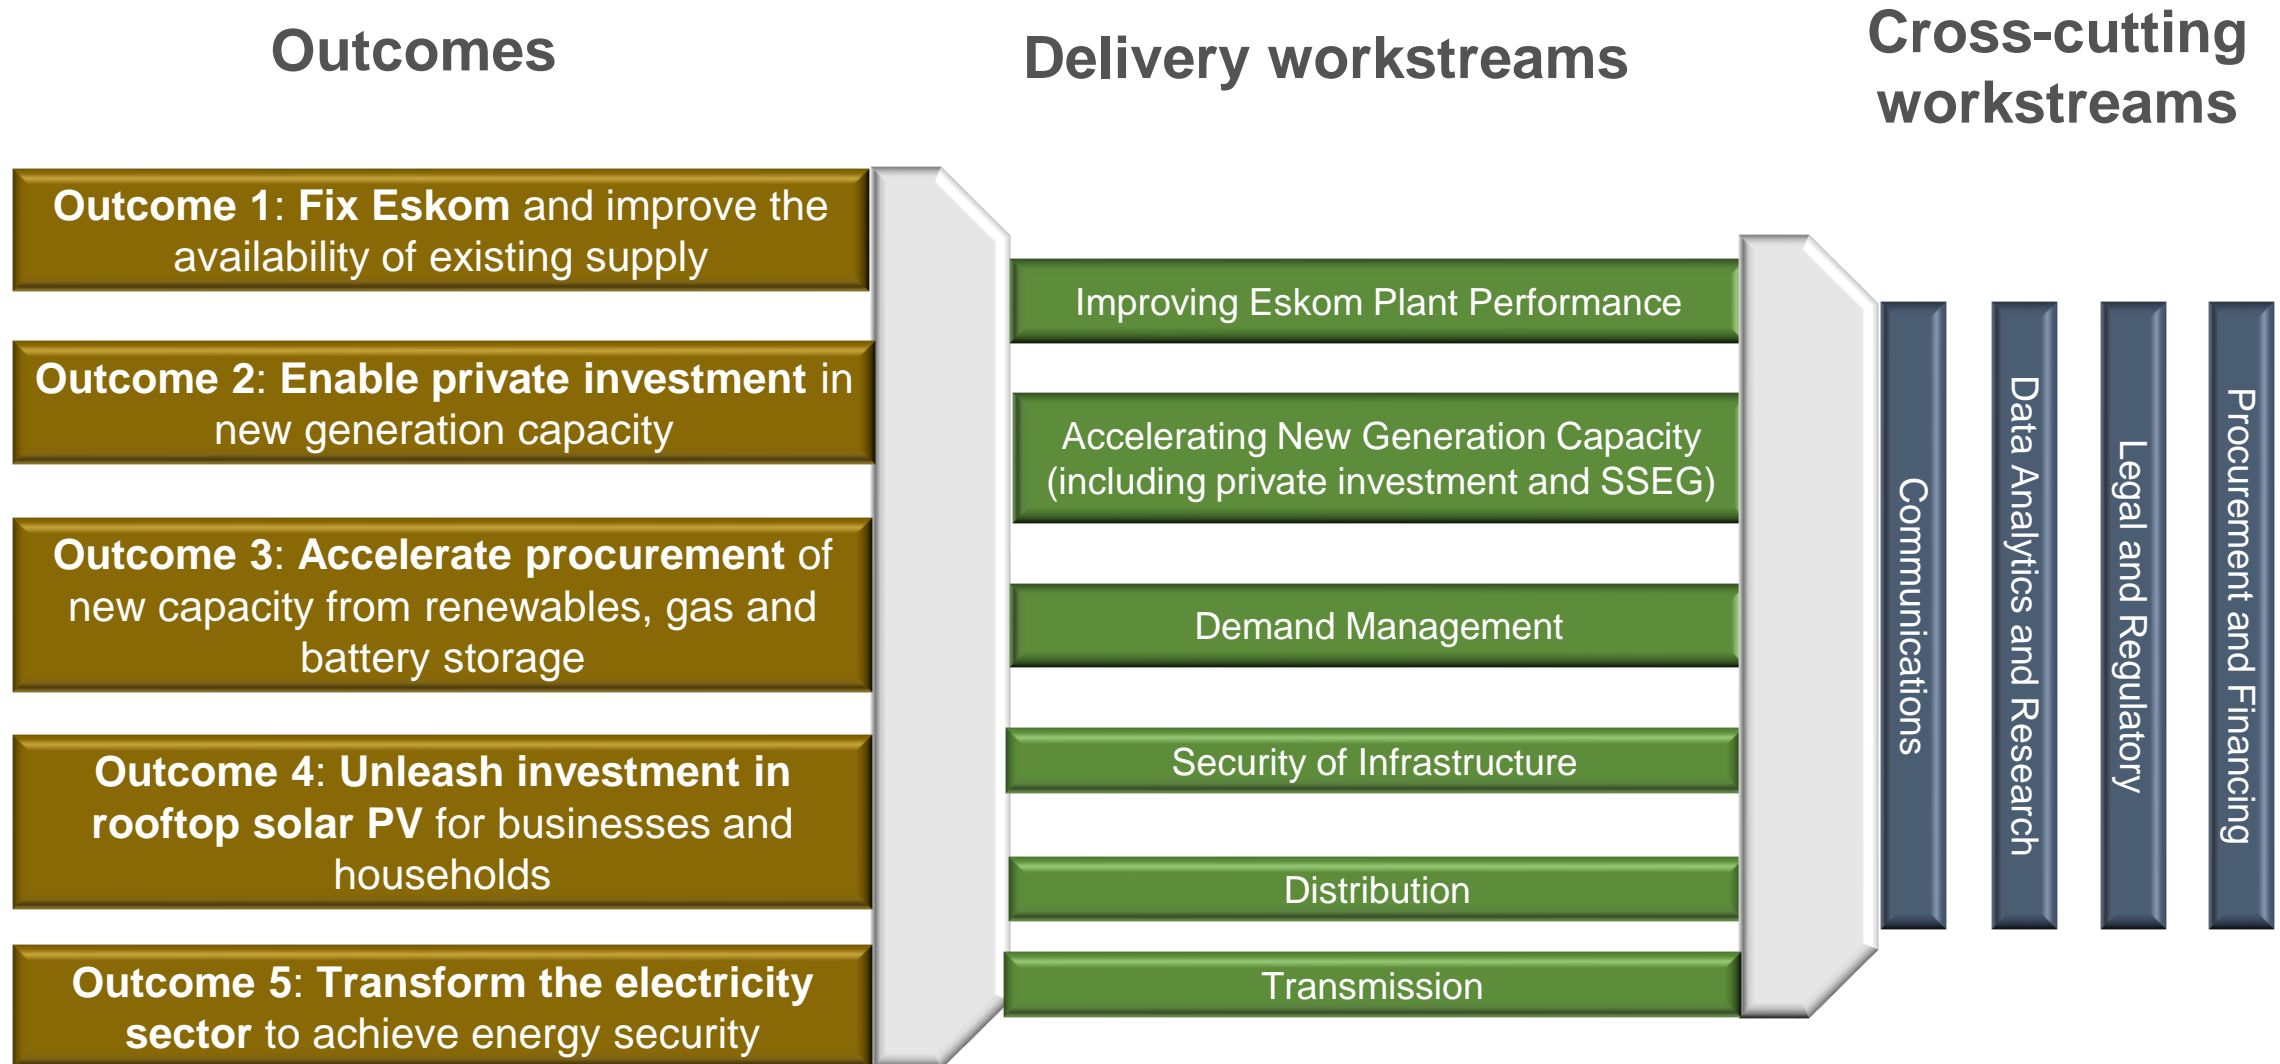 Outcomes
Delivery workstreams
Cross-cutting
workstreams
Outcome 1: Fix Eskom and improve the
availability of existing supply
Outcome 2: Enable private investment in
new generation capacity
Outcome 3: Accelerate procurement of
new capacity from renewables, gas and
battery storage
Outcome 4: Unleash investment in
rooftop solar PV for businesses and
households
Outcome 5: Transform the electricity
sector to achieve energy security
Improving Eskom Plant Performance
Accelerating New Generation Capacity
(including private investment and SSEG)
Demand Management
Security of Infrastructure
Distribution
Transmission
Communications
Data Analytics and Research
Legal and Regulatory
Procurement and Financing